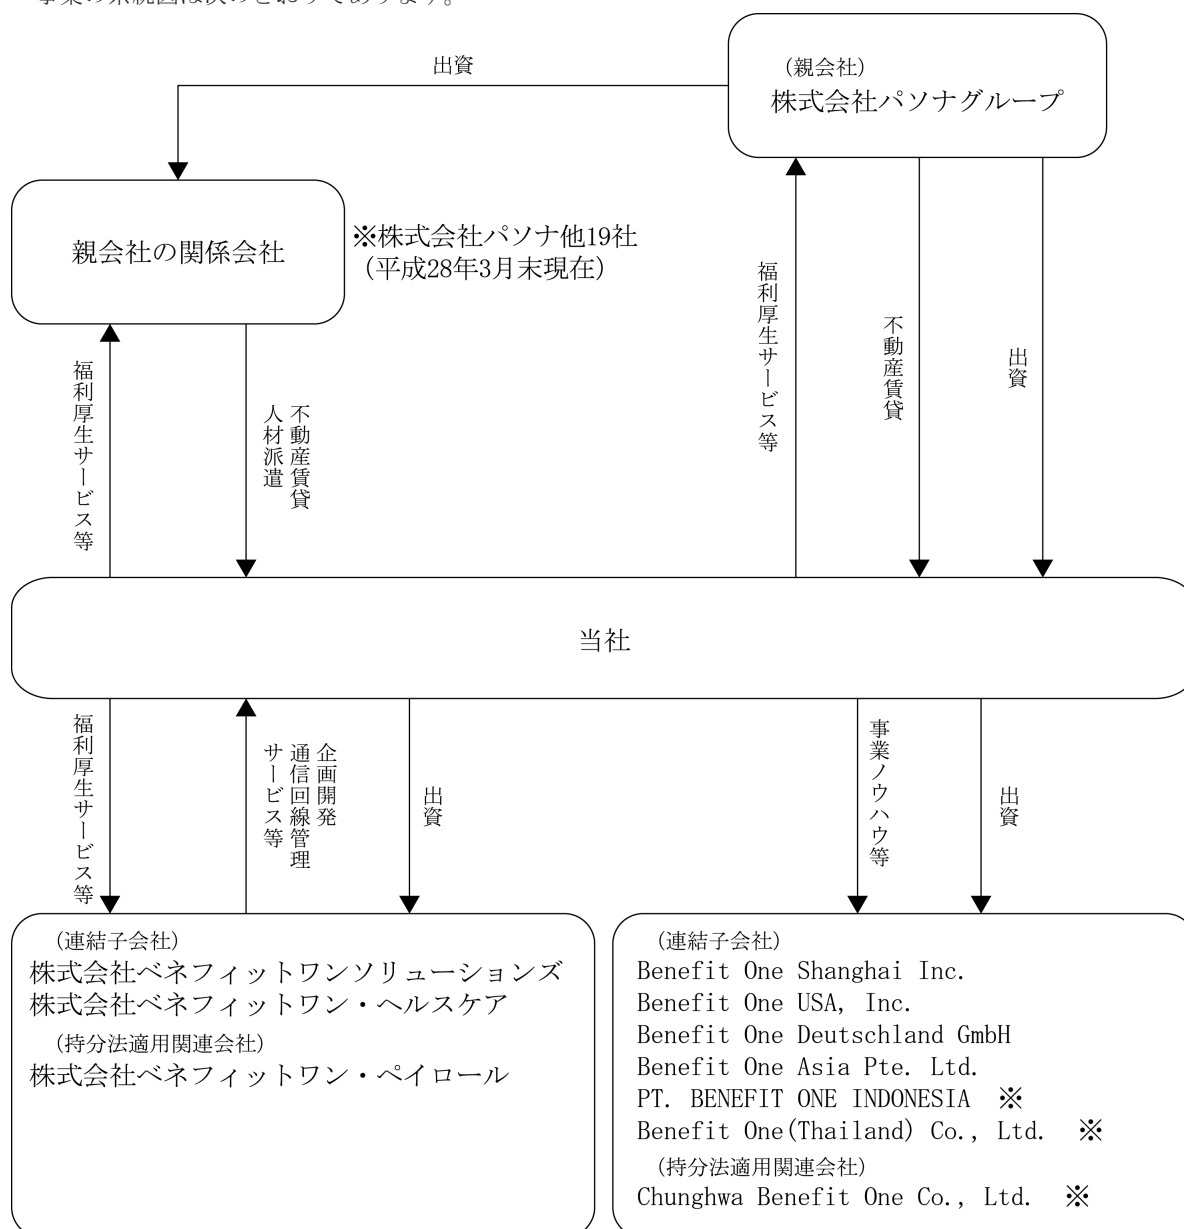 事業の系統図は次のとおりであります。
出資
（親会社）
株式会社パソナグループ
親会社の関係会社
※株式会社パソナ他19社
（平成28年3月末現在）
福利厚生サービス等
不動産賃貸
人材派遣
福利厚生サービス等
不動産賃貸
出資
当社
福利厚生サービス等
企画開発
通信回線管理
サービス等
出資
事業ノウハウ等
出資
（連結子会社）
株式会社ベネフィットワンソリューションズ
株式会社ベネフィットワン・ヘルスケア
（持分法適用関連会社）
株式会社ベネフィットワン・ペイロール
（連結子会社）
Benefit One Shanghai Inc.
Benefit One USA, Inc.
Benefit One Deutschland GmbH
Benefit One Asia Pte. Ltd.
PT. BENEFIT ONE INDONESIA ※
Benefit One(Thailand) Co., Ltd. ※
（持分法適用関連会社）
Chunghwa Benefit One Co., Ltd. ※